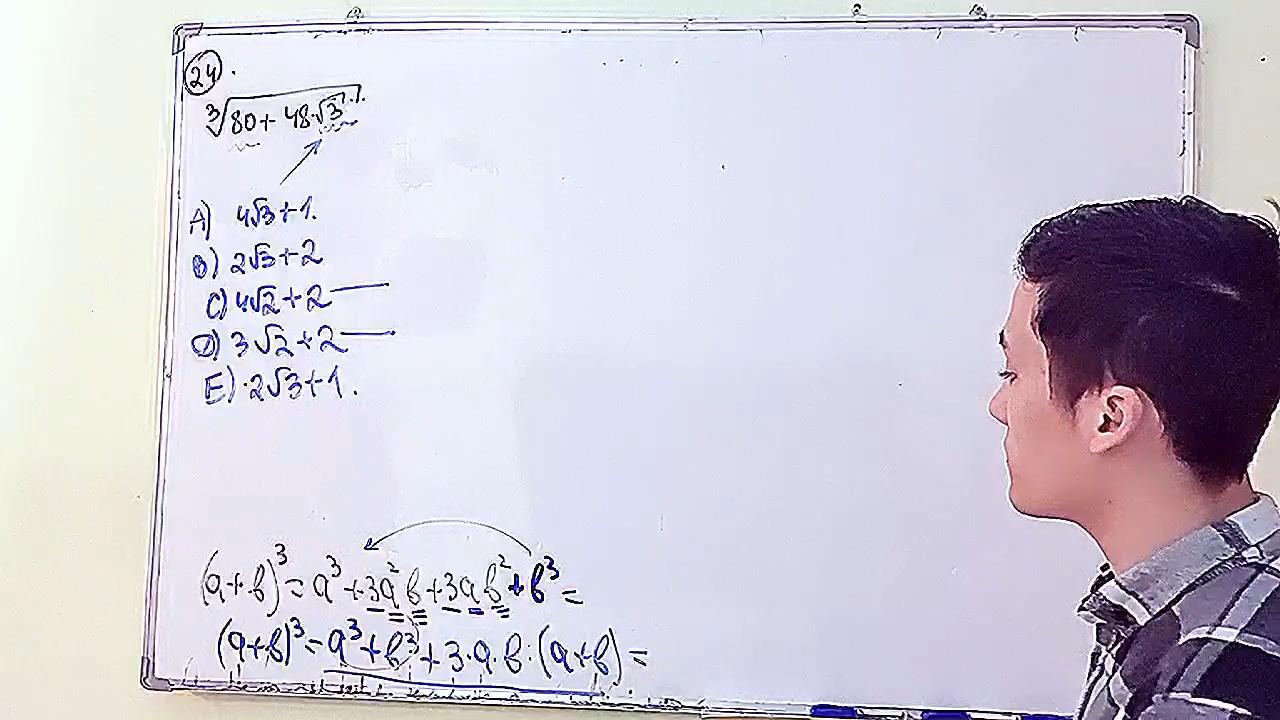 24.
∛(80 + 48·√3)
A) 4√3 + 1.
B) 2√3 + 2
C) 4√2 + 2
D) 3√2 + 2
E) 2√3 + 1.
(a + b)³ = a³ + 3a²b + 3ab² + b³ =
(a + b)³ = a³ + b³ + 3·a·b·(a + b) =